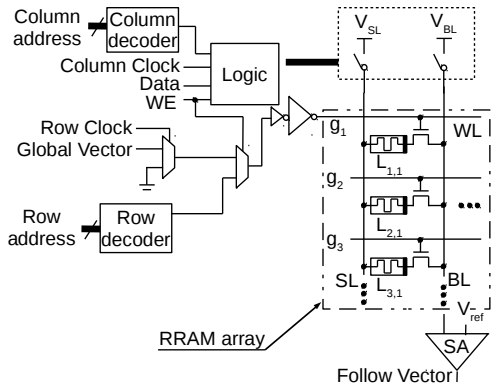 Column
address
Column
decoder
V_SL
V_BL
Column Clock
Data
WE
Logic
Row Clock
Global Vector
g_1
WL
L_1,1
g_2
L_2,1
Row
address
Row
decoder
g_3
L_3,1
SL
BL
V_ref
RRAM array
SA
Follow Vector